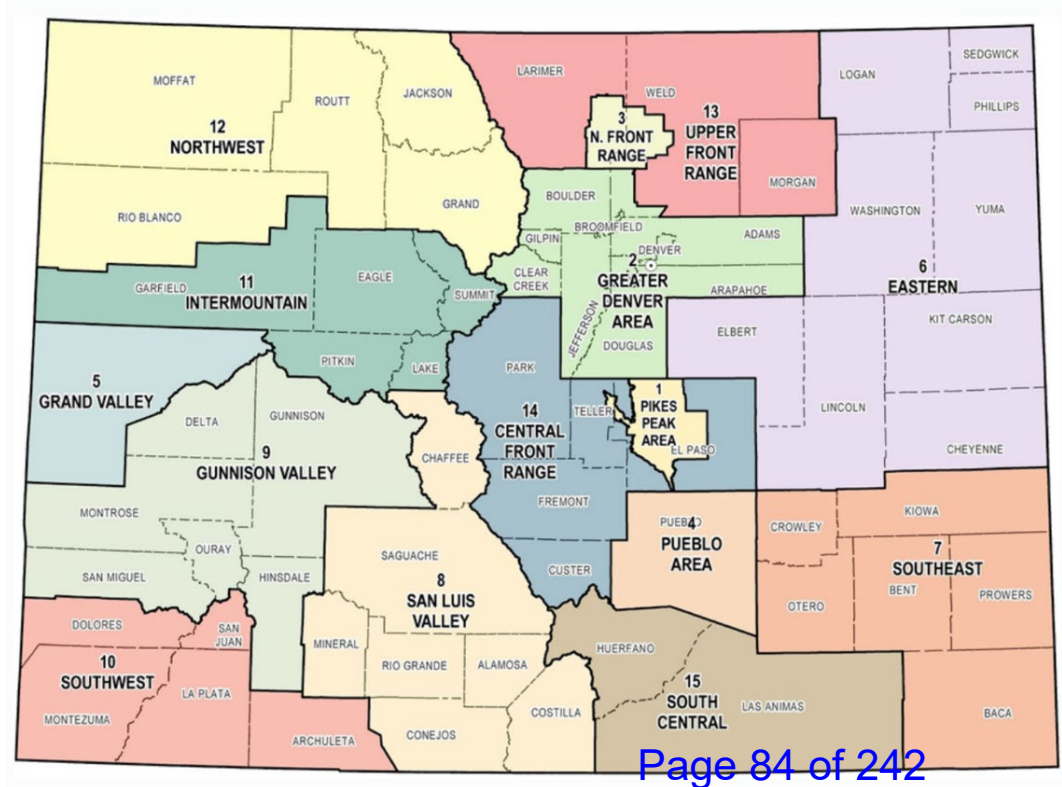 SEDGWICK
LARIMER
LOGAN
MOFFAT
JACKSON
WELD
ROUTT
PHILLIPS
13
UPPER
FRONT
RANGE
3
N. FRONT
RANGE
12
NORTHWEST
MORGAN
BOULDER
GRAND
WASHINGTON
YUMA
RIO BLANCO
BROOMFIELD
ADAMS
GILPIN
DENVER
2
GREATER
DENVER
AREA
6
EASTERN
CLEAR
CREEK
EAGLE
11
INTERMOUNTAIN
GARFIELD
SUMMIT
ARAPAHOE
JEFFERSON
KIT CARSON
ELBERT
DOUGLAS
PITKIN
LAKE
PARK
5
GRAND VALLEY
1
PIKES
PEAK
AREA
14
CENTRAL
FRONT
RANGE
TELLER
LINCOLN
GUNNISON
DELTA
EL PASO
CHEYENNE
9
GUNNISON VALLEY
CHAFFEE
FREMONT
MONTROSE
KIOWA
PUEBLO
4
PUEBLO
AREA
CROWLEY
7
SOUTHEAST
OURAY
SAGUACHE
CUSTER
SAN MIGUEL
HINSDALE
8
SAN LUIS
VALLEY
BENT
PROWERS
OTERO
DOLORES
SAN
JUAN
MINERAL
HUERFANO
10
SOUTHWEST
RIO GRANDE
ALAMOSA
15
SOUTH
CENTRAL
LA PLATA
LAS ANIMAS
MONTEZUMA
COSTILLA
BACA
CONEJOS
ARCHULETA
Page 84 of 242